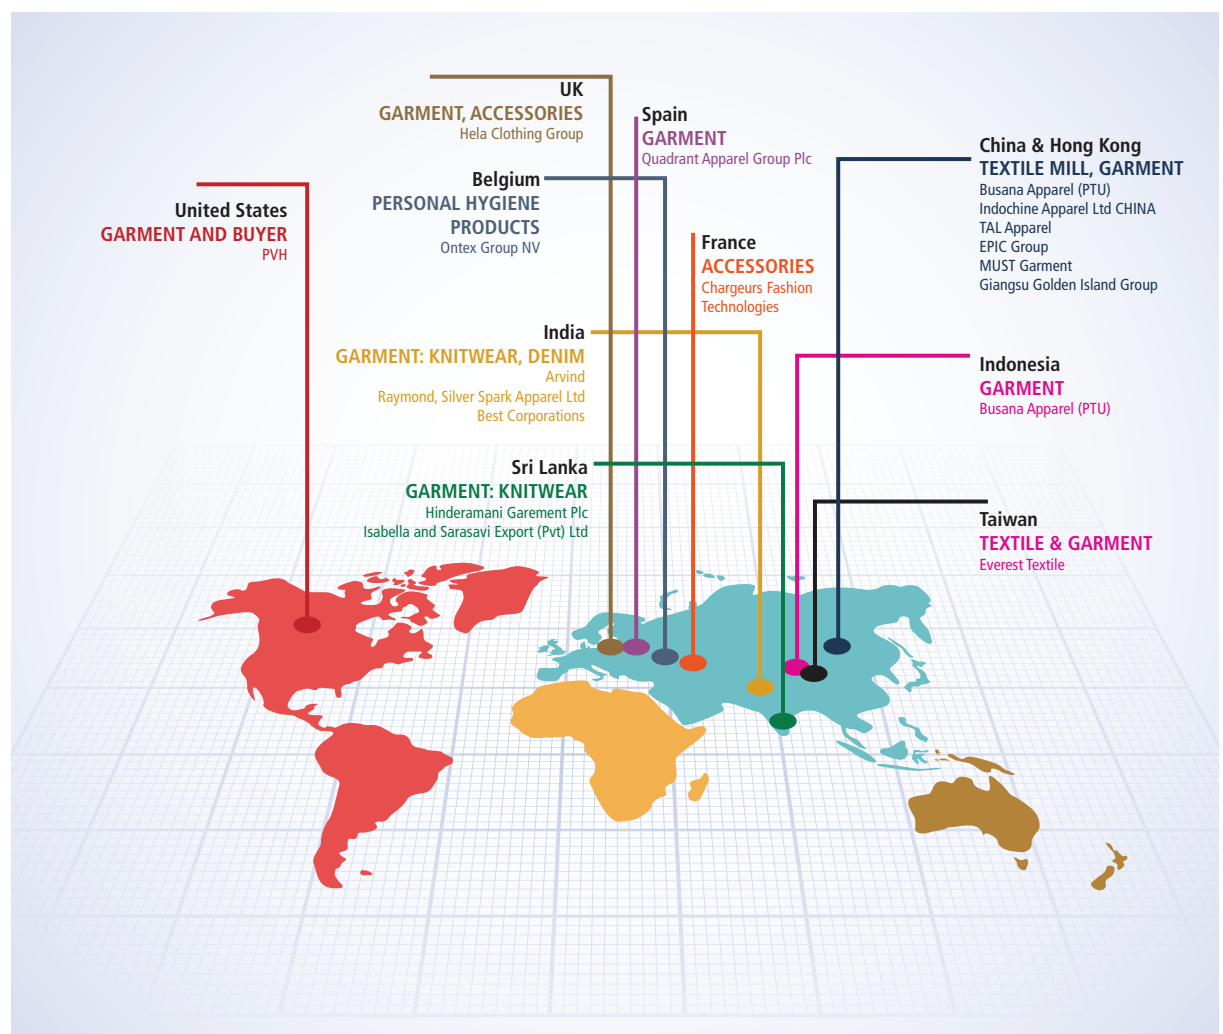 UK
GARMENT, ACCESSORIES
Hela Clothing Group
Spain
GARMENT
Quadrant Apparel Group Plc
China & Hong Kong
TEXTILE MILL, GARMENT
Busana Apparel (PTU)
Indochine Apparel Ltd CHINA
TAL Apparel
EPIC Group
MUST Garment
Giangsu Golden Island Group
Belgium
PERSONAL HYGIENE
PRODUCTS
Ontex Group NV
United States
GARMENT AND BUYER
PVH
France
ACCESSORIES
Chargeurs Fashion
Technologies
India
GARMENT: KNITWEAR, DENIM
Arvind
Raymond, Silver Spark Apparel Ltd
Best Corporations
Indonesia
GARMENT
Busana Apparel (PTU)
Sri Lanka
GARMENT: KNITWEAR
Hinderamani Garement Plc
Isabella and Sarasavi Export (Pvt) Ltd
Taiwan
TEXTILE & GARMENT
Everest Textile